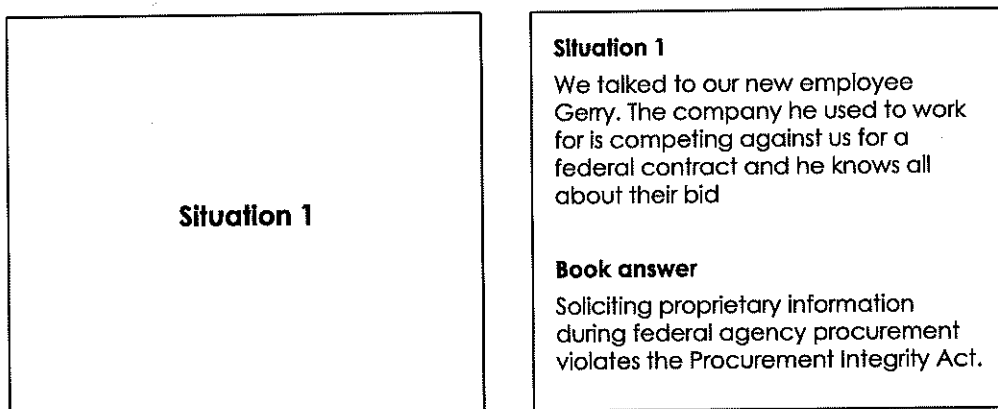 Situation 1
Situation 1
We talked to our new employee
Gerry. The company he used to work
for is competing against us for a
federal contract and he knows all
about their bid
Book answer
Soliciting proprietary information
during federal agency procurement
violates the Procurement Integrity Act.